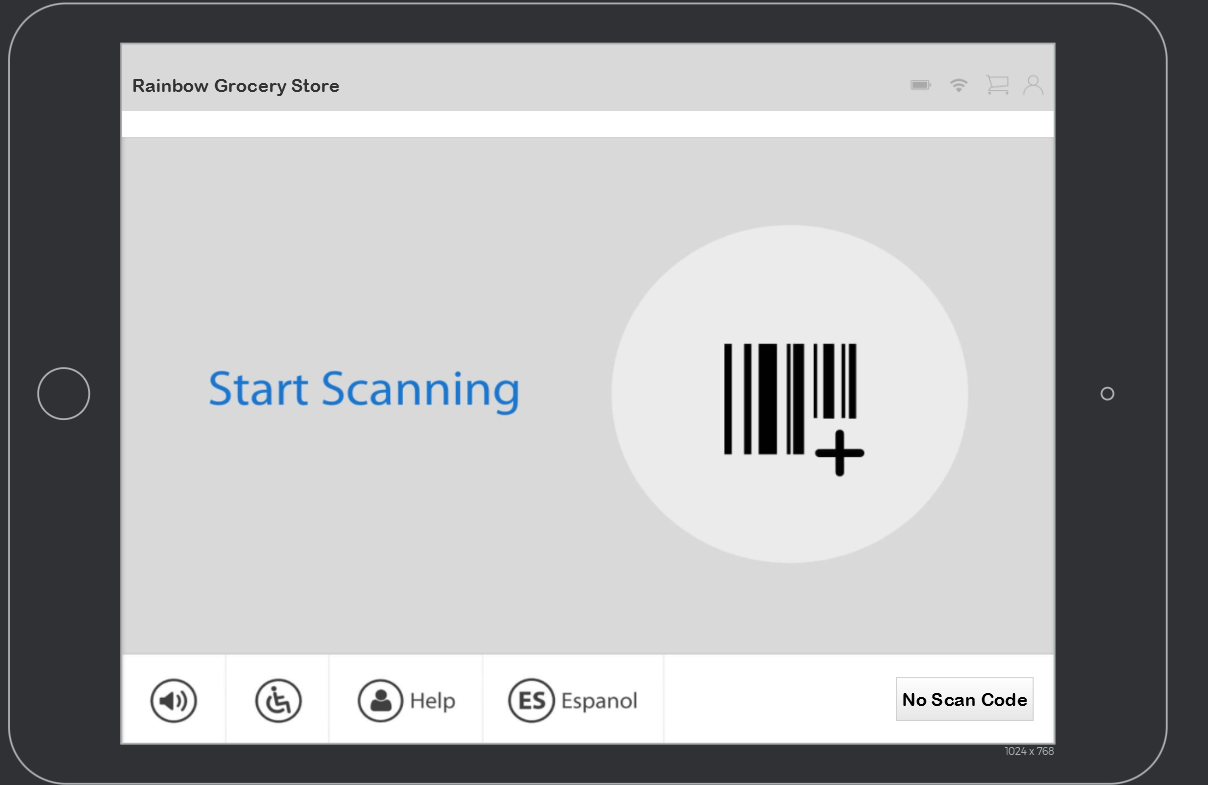 Rainbow Grocery Store
Start Scanning
Help
ES Espanol
No Scan Code
1024 x 768